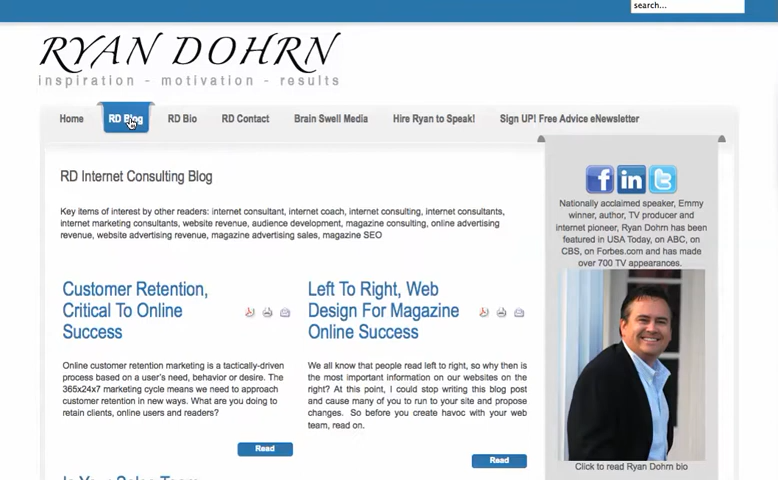 search...
RYAN DOHRN
inspiration - motivation - results
Home RD Blog RD Bio RD Contact Brain Swell Media Hire Ryan to Speak! Sign UP! Free Advice eNewsletter
RD Internet Consulting Blog
Key items of interest by other readers: internet consultant, internet coach, internet consulting, internet consultants,
internet marketing consultants, website revenue, audience development, magazine consulting, online advertising
revenue, website advertising revenue, magazine advertising sales, magazine SEO
Customer Retention,
Critical To Online
Success
Online customer retention marketing is a tactically-driven
process based on a user's need, behavior or desire. The
365x24x7 marketing cycle means we need to approach
customer retention in new ways. What are you doing to
retain clients, online users and readers?
Read
Left To Right, Web
Design For Magazine
Online Success
We all know that people read left to right, so why then is
the most important information on our websites on the
right? At this point, I could stop writing this blog post
and cause many of you to run to your site and propose
changes. So before you create havoc with your web
team, read on.
Read
Is Your Sales Team
f in t
Nationally acclaimed speaker, Emmy
winner, author, TV producer and
internet pioneer, Ryan Dohrn has been
featured in USA Today, on ABC, on
CBS, on Forbes.com and has made
over 700 TV appearances.
Click to read Ryan Dohrn bio